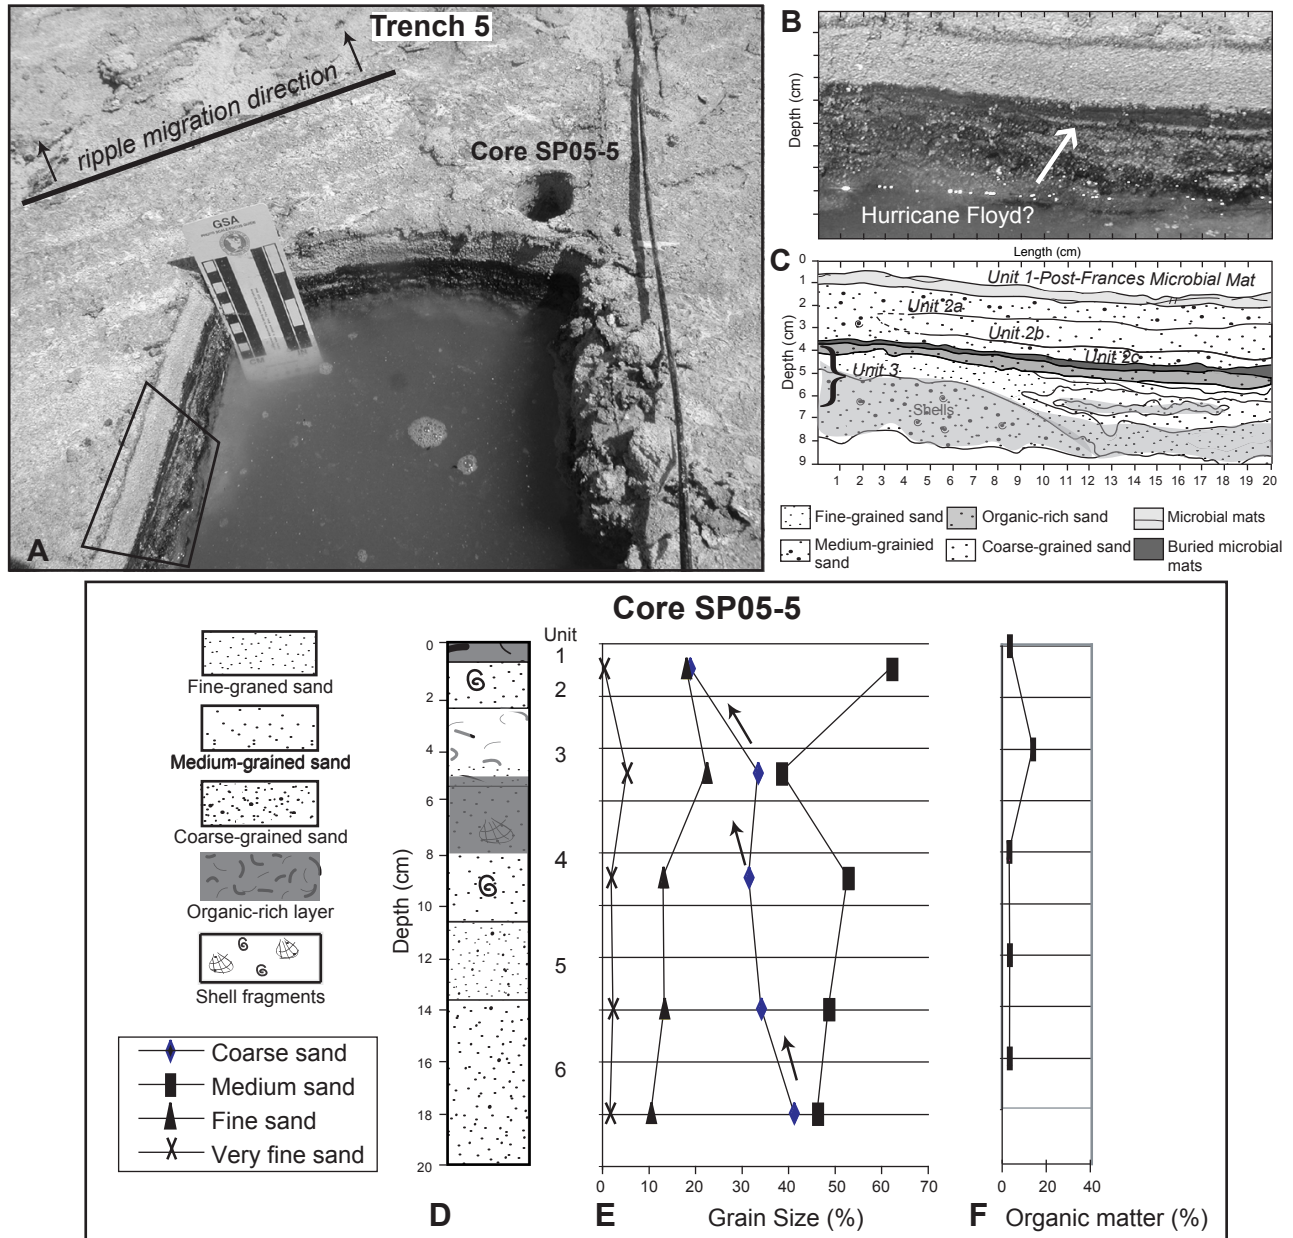 Trench 5
ripple migration direction
Core SP05-5
GSA
A
B
Depth (cm)
Hurricane Floyd?
Length (cm)
C
Depth (cm)
0
1
2
3
4
5
6
7
8
9
Unit 1-Post-Frances Microbial Mat
Unit 2a
Unit 2b
Unit 2c
Unit 3
Shells
1 2 3 4 5 6 7 8 9 10 11 12 13 14 15 16 17 18 19 20
Fine-grained sand
Organic-rich sand
Microbial mats
Medium-grainied
sand
Coarse-grained sand
Buried microbial
mats
Core SP05-5
Fine-graned sand
Medium-grained sand
Coarse-grained sand
Organic-rich layer
Shell fragments
Coarse sand
Medium sand
Fine sand
Very fine sand
Depth (cm)
0
2
4
6
8
10
12
14
16
18
20
D
Unit
1
2
3
4
5
6
0 10 20 30 40 50 60 70
E
Grain Size (%)
0 20 40
F
Organic matter (%)